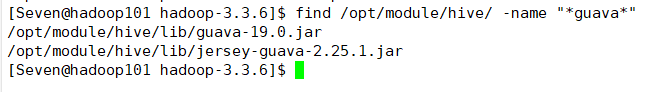 [Seven@hadoop101 hadoop-3.3.6]$ find /opt/module/hive/ -name "*guava*"
/opt/module/hive/lib/guava-19.0.jar
/opt/module/hive/lib/jersey-guava-2.25.1.jar
[Seven@hadoop101 hadoop-3.3.6]$